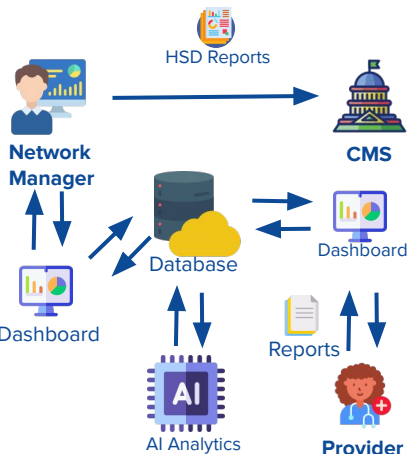 HSD Reports
Network
Manager
CMS
Database
Dashboard
Dashboard
Reports
AI
AI Analytics
Provider